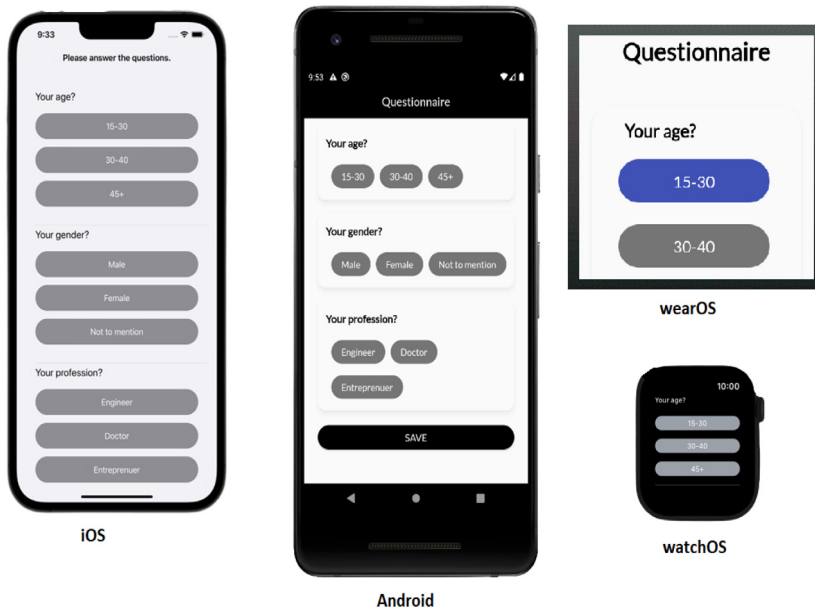 9:33
Please answer the questions.
Your age?
15-30
30-40
45+
Your gender?
Male
Female
Not to mention
Your profession?
Engineer
Doctor
Entreprenuer
iOS
9:53
Questionnaire
Your age?
15-30 30-40 45+
Your gender?
Male Female Not to mention
Your profession?
Engineer Doctor
Entreprenuer
SAVE
Android
Questionnaire
Your age?
15-30
30-40
wearOS
10:00
Your age?
15-30
30-40
45+
watchOS